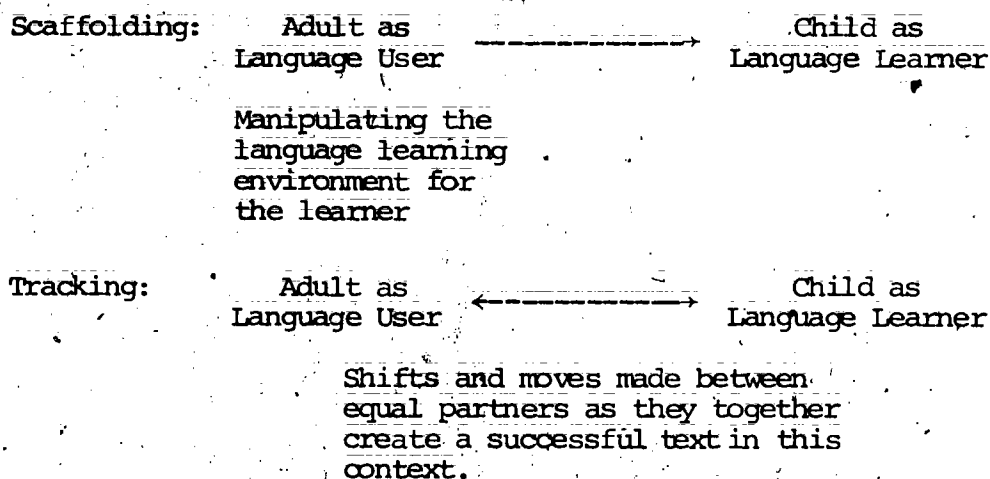 Scaffolding: Adult as Child as
Language User Language Learner
Manipulating the
language learning
environment for
the learner
Tracking: Adult as Child as
Language User Language Learner
Shifts and moves made between
equal partners as they together
create a successful text in this
context.